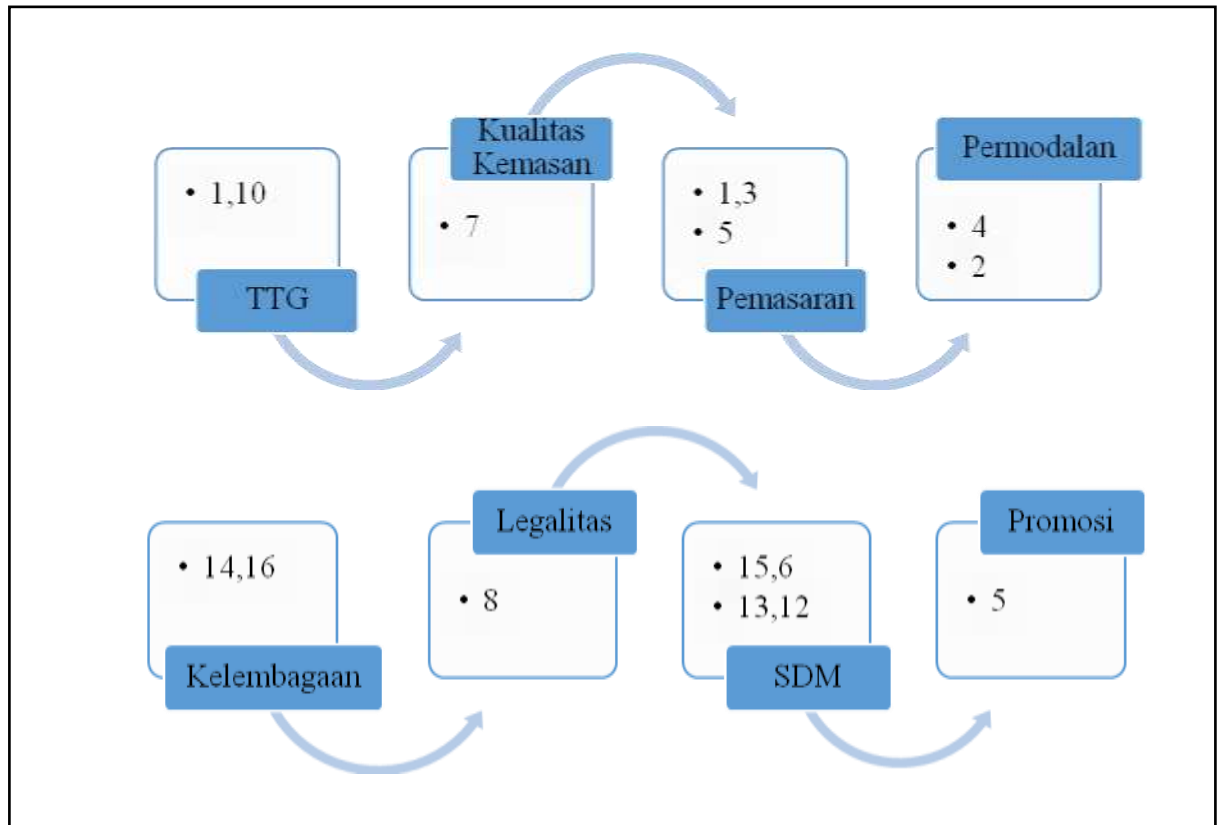 • 1,10
TTG
Kualitas
Kemasan
• 7
• 1,3
• 5
Pemasaran
Permodalan
• 4
• 2
• 14,16
Kelembagaan
Legalitas
• 8
• 15,6
• 13,12
SDM
Promosi
• 5